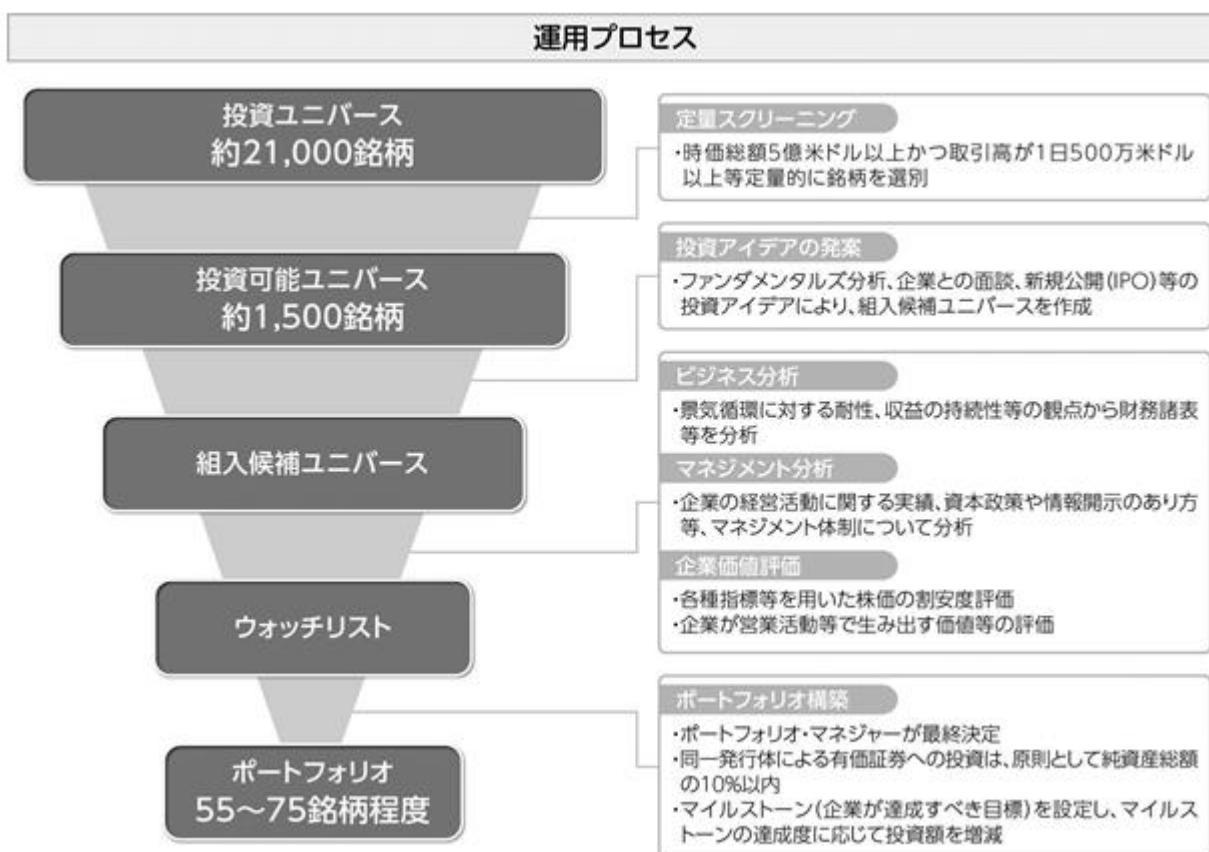 運用プロセス
投資ユニバース
約21,000銘柄
定量スクリーニング
・時価総額5億米ドル以上かつ取引高が1日500万米ドル
以上等定量的に銘柄を選別
投資可能ユニバース
約1,500銘柄
投資アイデアの発案
・ファンダメンタルズ分析、企業との面談、新規公開(IPO)等の
投資アイデアにより、組入候補ユニバースを作成
組入候補ユニバース
ビジネス分析
・景気循環に対する耐性、収益の持続性等の観点から財務諸表
等を分析
マネジメント分析
・企業の経営活動に関する実績、資本政策や情報開示のあり方
等、マネジメント体制について分析
企業価値評価
・各種指標等を用いた株価の割安度評価
・企業が営業活動等で生み出す価値等の評価
ウォッチリスト
ポートフォリオ構築
・ポートフォリオ・マネジャーが最終決定
・同一発行体による有価証券への投資は、原則として純資産総額
の10%以内
・マイルストーン(企業が達成すべき目標)を設定し、マイルス
トーンの達成度に応じて投資額を増減
ポートフォリオ
55～75銘柄程度